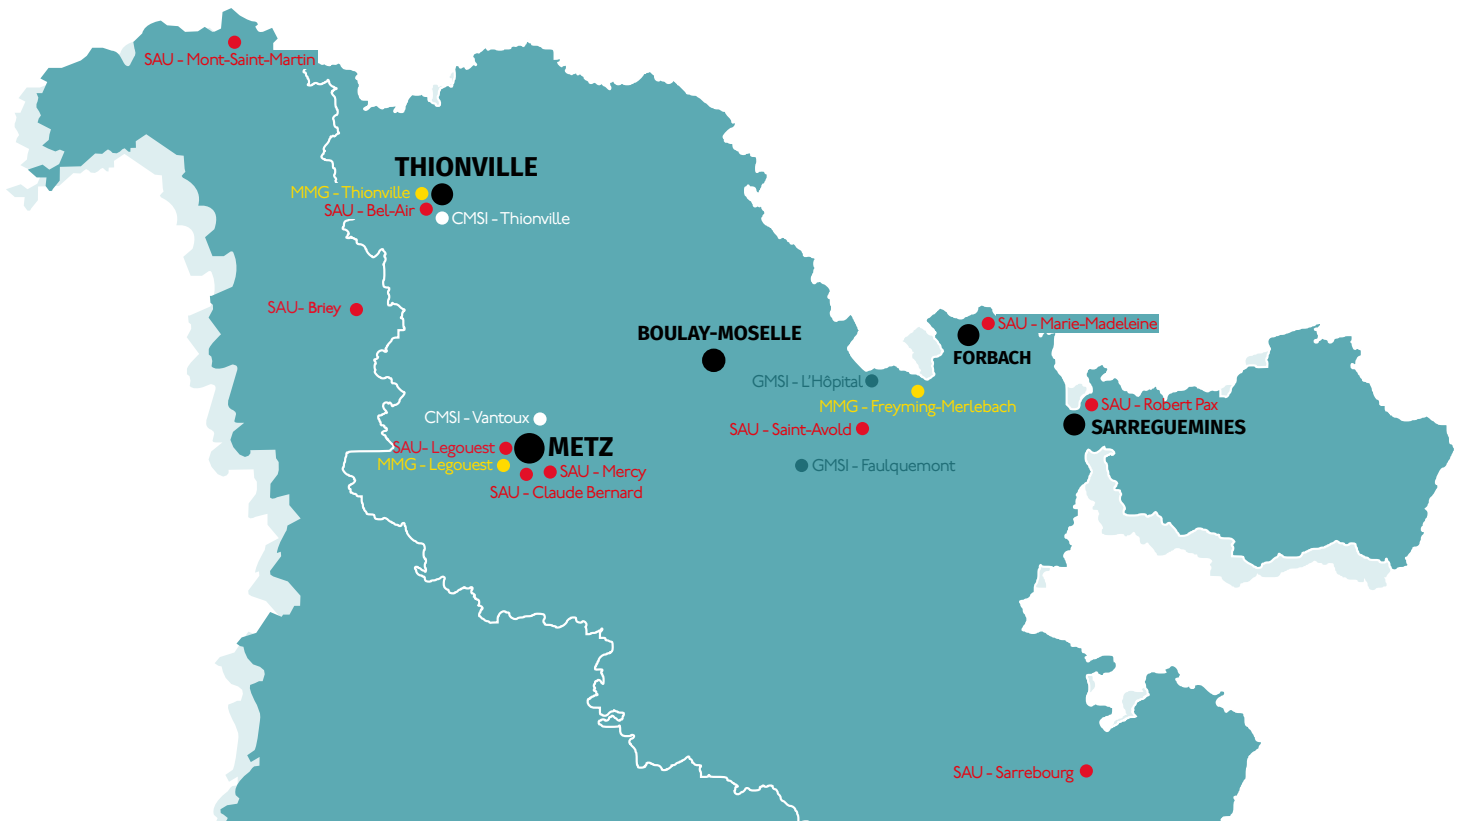 SAU - Mont-Saint-Martin
THIONVILLE
MMG - Thionville
SAU - Bel-Air
CMSI - Thionville
SAU- Briey
SAU - Marie-Madeleine
BOULAY-MOSELLE
FORBACH
GMSI - L'Hôpital
MMG - Freyming-Merlebach
SAU - Robert Pax
CMSI - Vantoux
SAU - Saint-Avold
SARREGUEMINES
SAU- Legouest
METZ
MMG - Legouest
SAU - Mercy
GMSI - Faulquemont
SAU - Claude Bernard
SAU - Sarrebourg